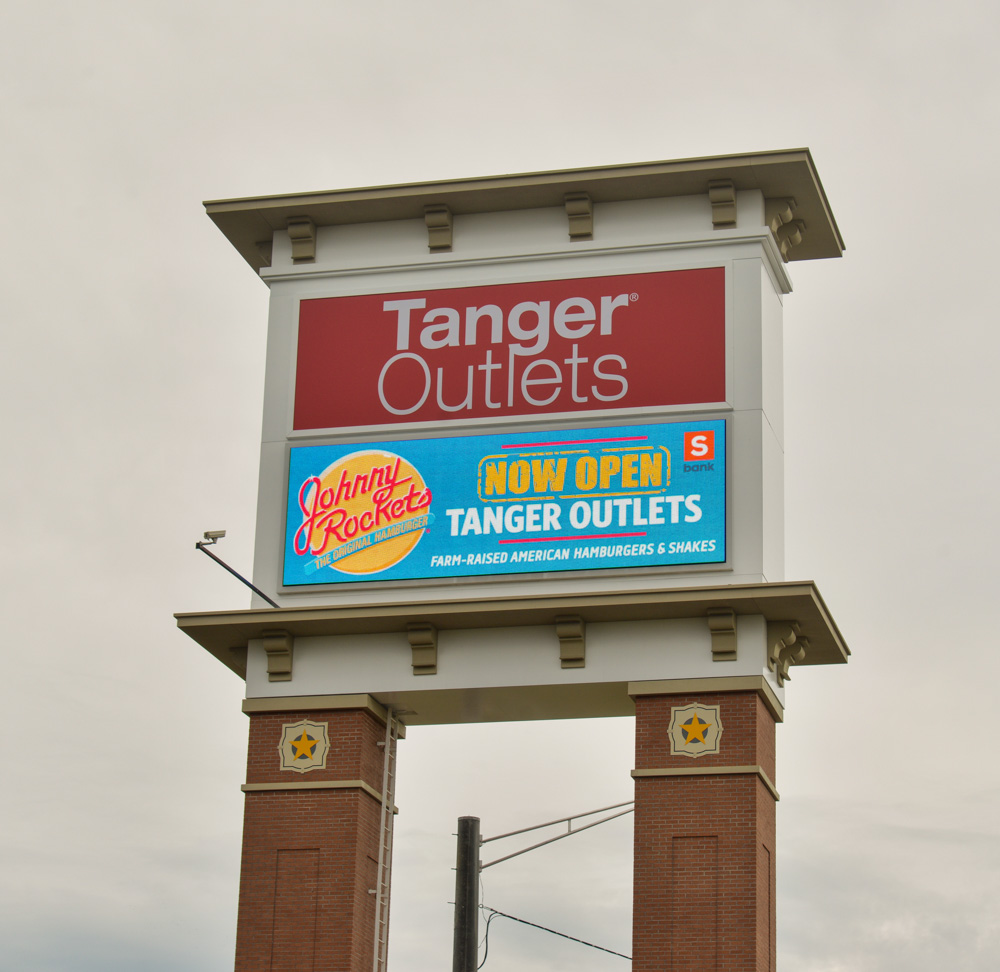 Tanger®
Outlets
Johnny
Rockets
THE ORIGINAL HAMBURGER
NOW OPEN
TANGER OUTLETS
FARM-RAISED AMERICAN HAMBURGERS & SHAKES
S
bank